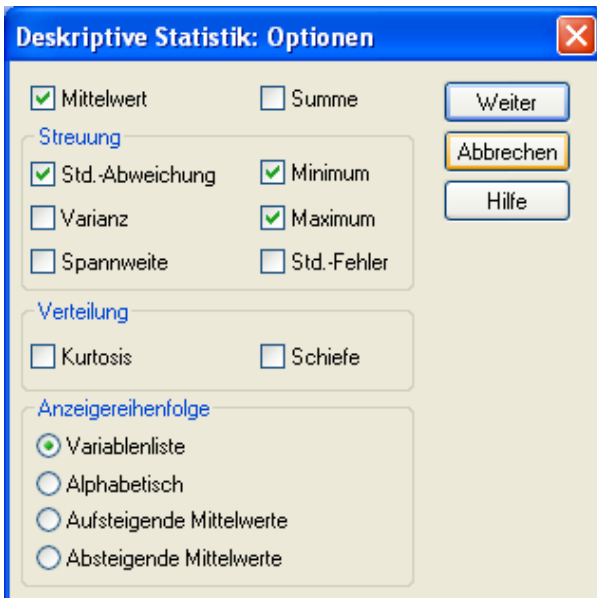 Deskriptive Statistik: Optionen
Mittelwert Summe
Streuung
Std.-Abweichung Minimum
Varianz Maximum
Spannweite Std.-Fehler
Verteilung
Kurtosis Schiefe
Anzeigereihenfolge
Variablenliste
Alphabetisch
Aufsteigende Mittelwerte
Absteigende Mittelwerte
Weiter
Abbrechen
Hilfe